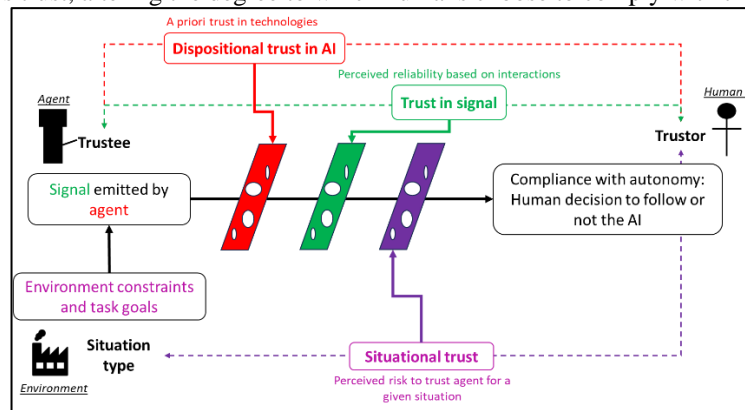 A priori trust in technologies
Dispositional trust in AI
Perceived reliability based on interactions
Agent
Trust in signal
Human
Trustee
Trustor
Signal emitted by
agent
Compliance with autonomy:
Human decision to follow or
not the AI
Environment constraints
and task goals
Situation
type
Situational trust
Environment
Perceived risk to trust agent for a
given situation